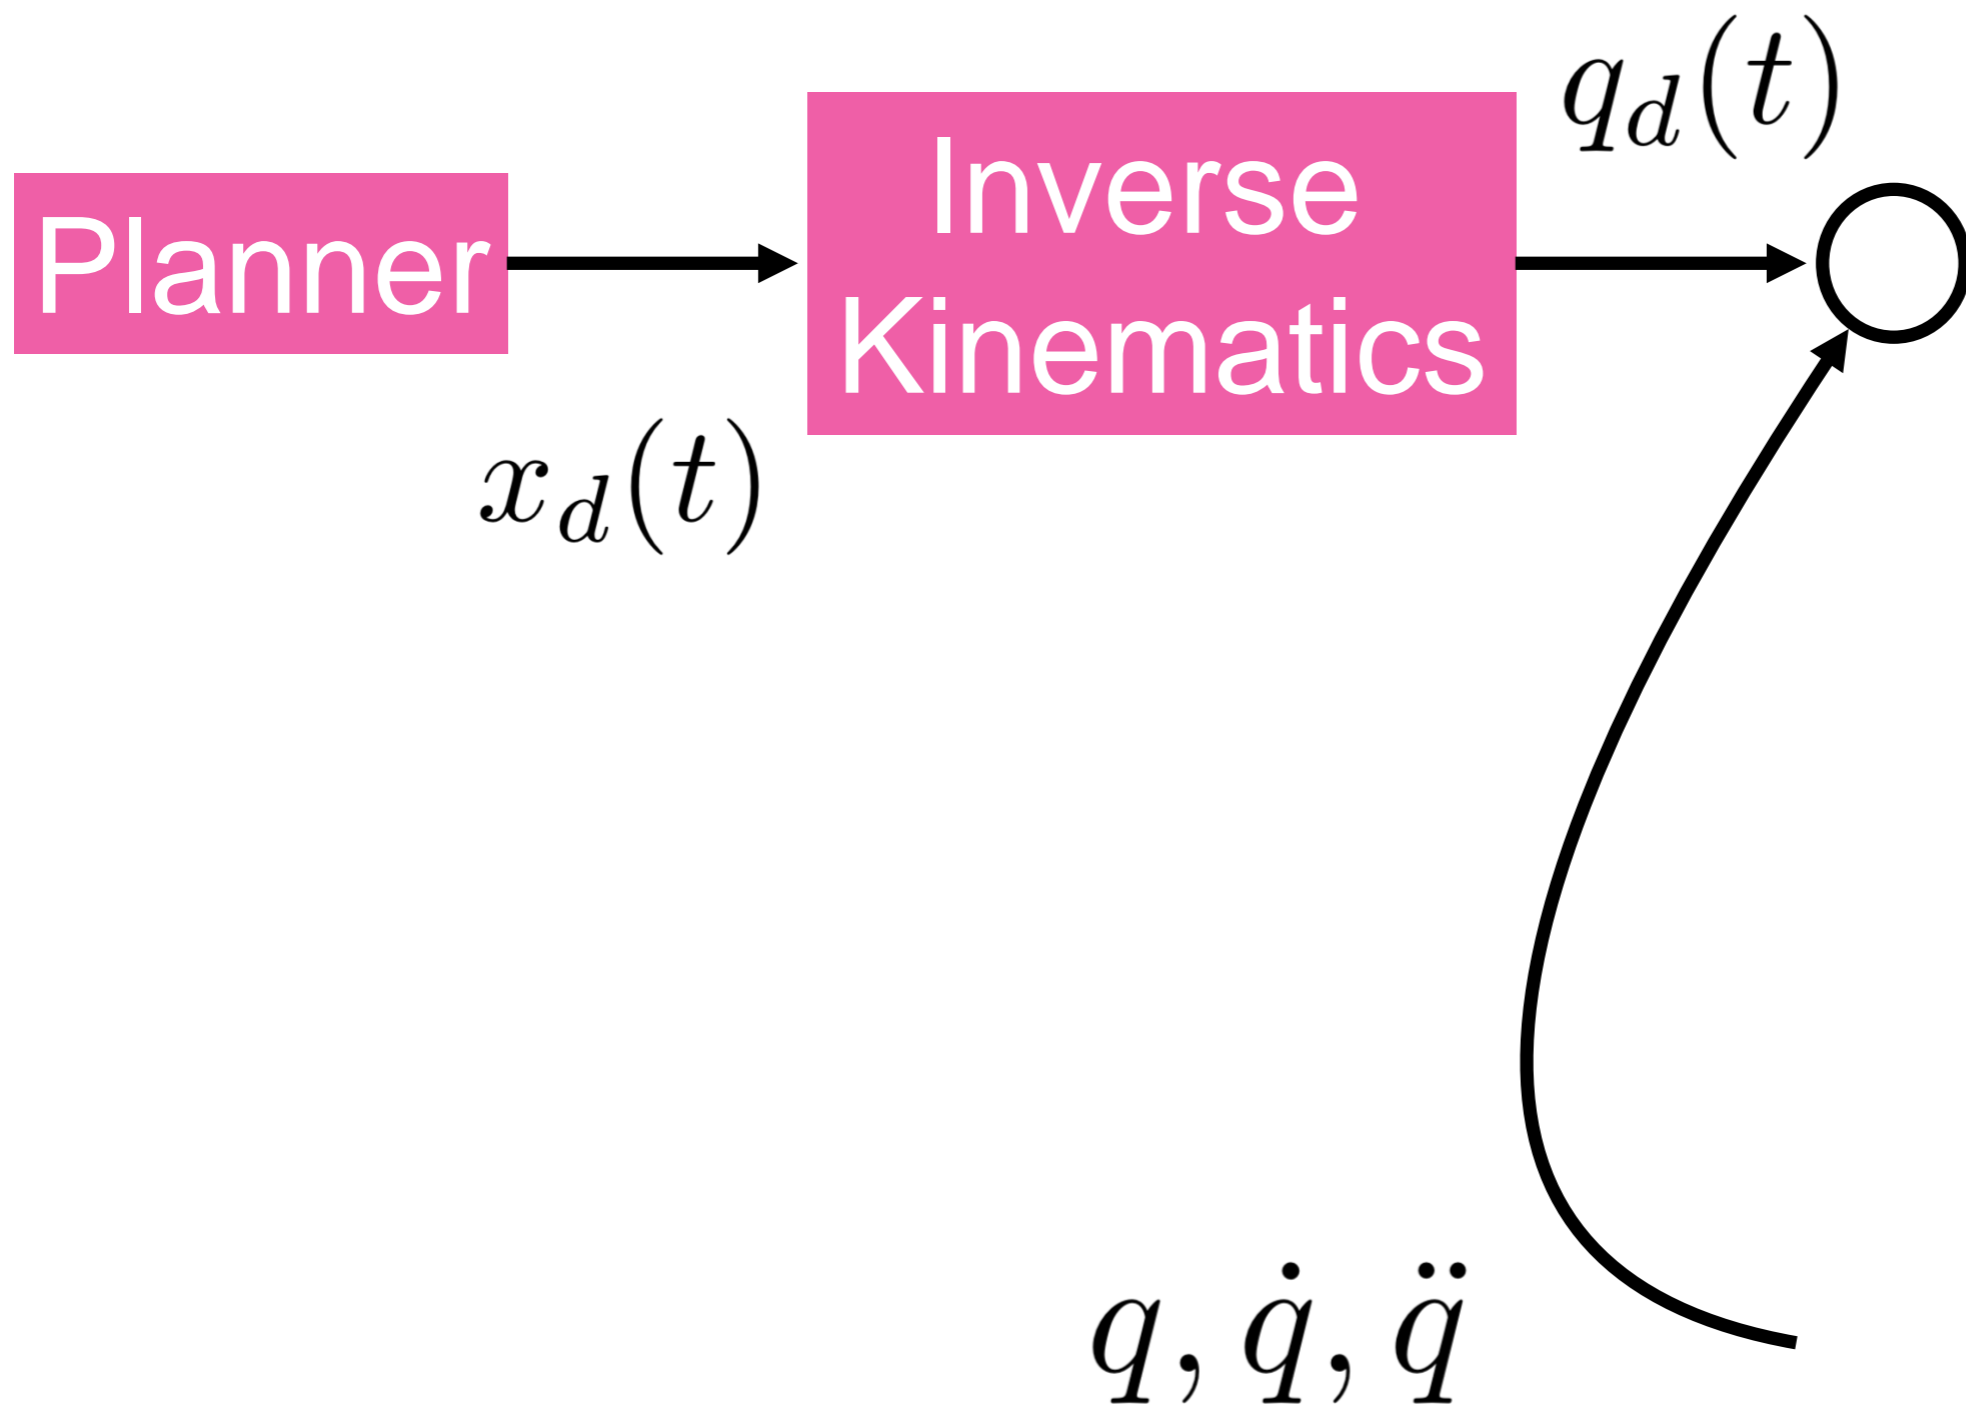 q_d(t)
Planner
Inverse
Kinematics
x_d(t)
q, q̇, q̈